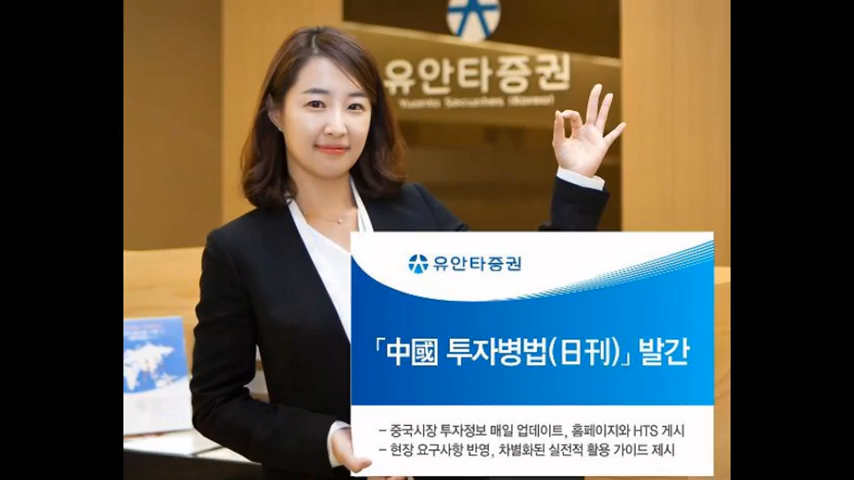 유안타증권
Yuanta Securities (Korea)
유안타증권
「中國 투자병법(日刊)」 발간
- 중국시장 투자정보 매일 업데이트, 홈페이지와 HTS 게시
- 현장 요구사항 반영, 차별화된 실전적 활용 가이드 제시